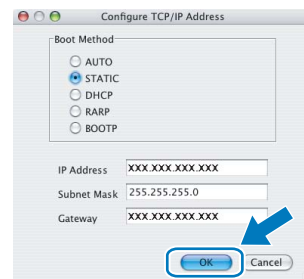 Configure TCP/IP Address
Boot Method
AUTO
STATIC
DHCP
RARP
BOOTP
IP Address XXX.XXX.XXX.XXX
Subnet Mask 255.255.255.0
Gateway XXX.XXX.XXX.XXX
OK Cancel